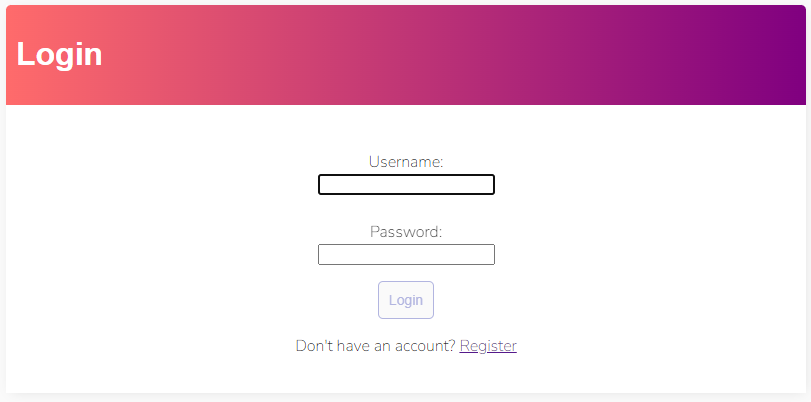 Login
Username:
Password:
Login
Don't have an account? Register